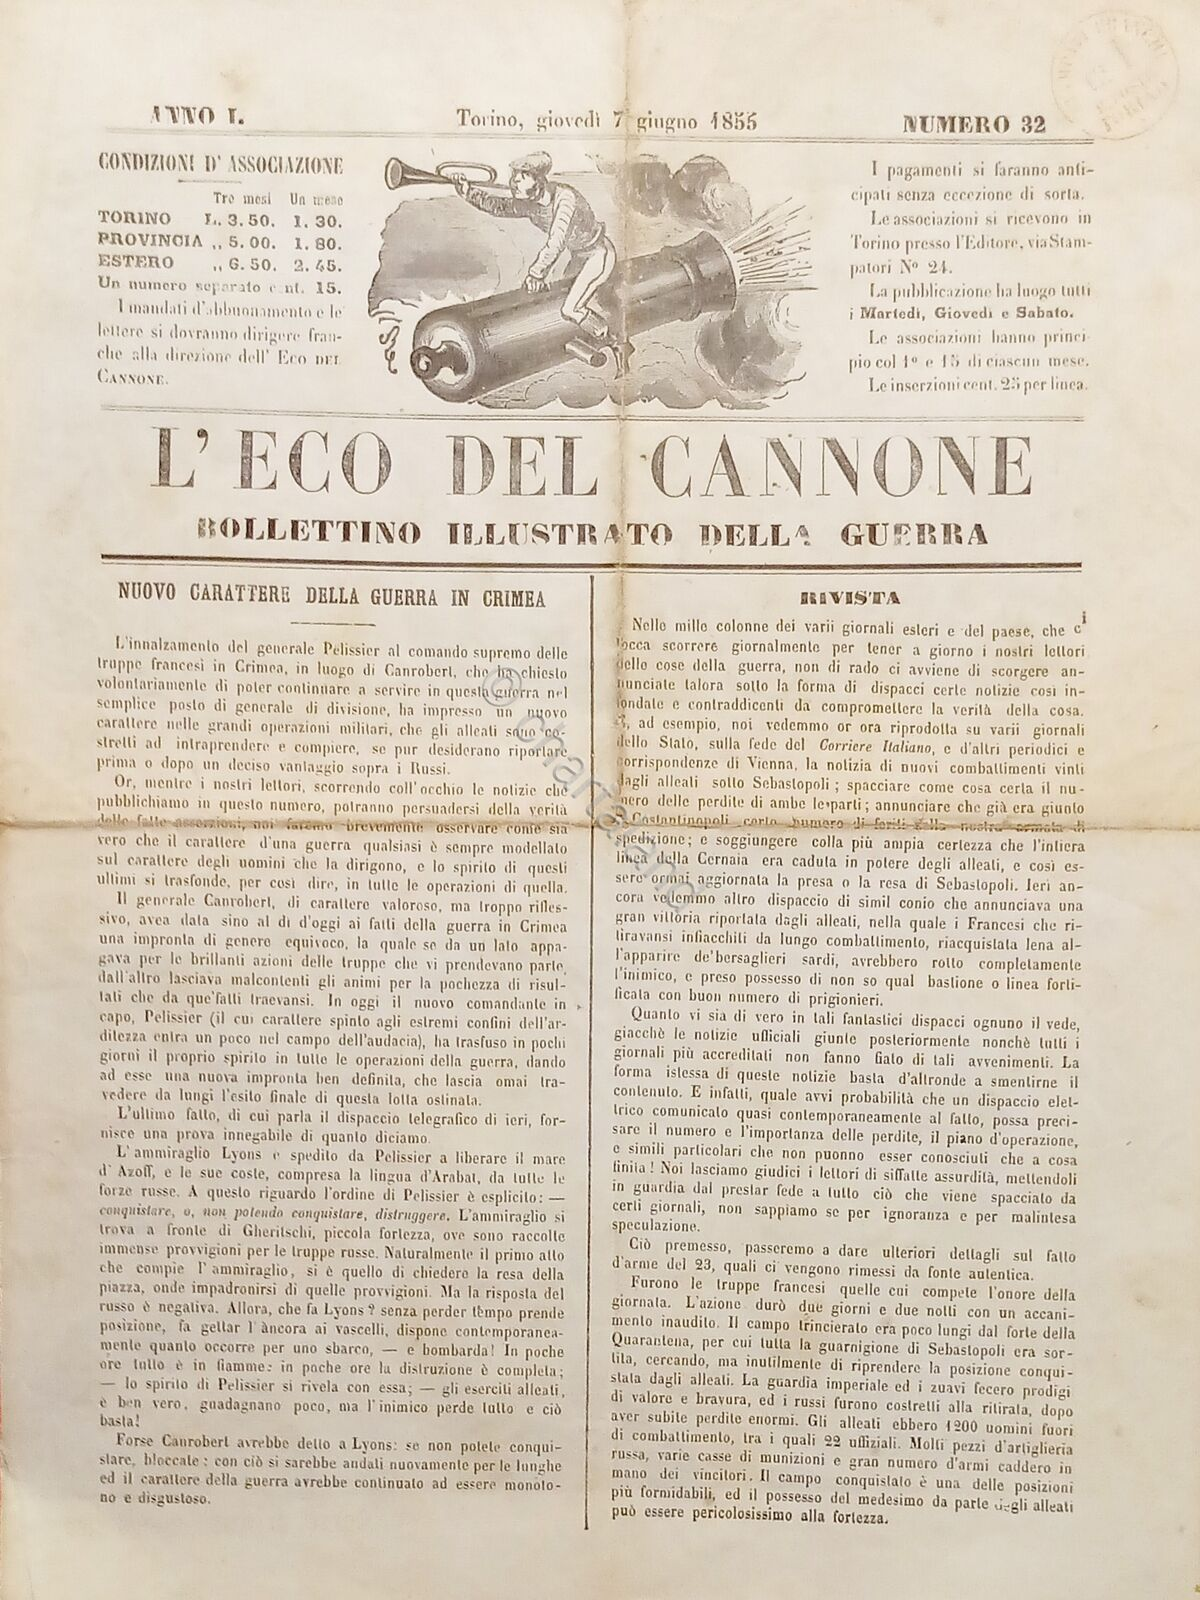 ANNO I.
Torino, giovedì 7 giugno 1855
NUMERO 32
CONDIZIONI D' ASSOCIAZIONE
Tre mesi Un mese
TORINO L. 3. 50. 1. 30.
PROVINCIA ,, 5. 00. 1. 80.
ESTERO ,, 6. 50. 2. 45.
Un numero separato cent. 15.
I mandati d'abbuonamento e le
lettere si dovranno dirigere fran-
che alla direzione dell' ECO DEL
CANNONE.
I pagamenti si faranno anti-
cipati senza eccezione di sorta.
Le associazioni si ricevono in
Torino presso l'Editore, via Stam-
patori N° 24.
La pubblicazione ha luogo tutti
i Martedì, Giovedì e Sabato.
Le associazioni hanno princi-
pio col 1° e 15 di ciascun mese.
Le inserzioni cent. 25 per linea.
L' ECO DEL CANNONE
BOLLETTINO ILLUSTRATO DELLA GUERRA
NUOVO CARATTERE DELLA GUERRA IN CRIMEA
L'innalzamento del generale Pelissier al comando supremo delle
truppe francesi in Crimea, in luogo di Canrobert, che ha chiesto
volontariamente di poter continuare a servire in questa guerra nel
semplice posto di generale di divisione, ha impresso un nuovo
carattere nelle grandi operazioni militari, che gli alleati sono co-
stretti ad intraprendere e compiere, se pur desiderano riportare
prima o dopo un deciso vantaggio sopra i Russi.
Or, mentre i nostri lettori, scorrendo coll'occhio le notizie che
pubblichiamo in questo numero, potranno persuadersi della verità
delle fatte asserzioni, noi faremo brevemente osservare come sia
vero che il carattere d'una guerra qualsiasi è sempre modellato
sul carattere degli uomini che la dirigono, e lo spirito di questi
ultimi si trasfonde, per così dire, in tutte le operazioni di quella.
Il generale Canrobert, di carattere valoroso, ma troppo rifles-
sivo, avea data sino al dì d'oggi ai fatti della guerra in Crimea
una impronta di genere equivoco, la quale se da un lato appa-
gava per le brillanti azioni delle truppe che vi prendevano parte,
dall'altro lasciava malcontenti gli animi per la pochezza di risul-
tati che da que'fatti traevansi. In oggi il nuovo comandante in
capo, Pelissier (il cui carattere spinto agli estremi confini dell'ar-
ditezza entra un poco nel campo dell'audacia), ha trasfuso in pochi
giorni il proprio spirito in tutte le operazioni della guerra, dando
ad esse una nuova impronta ben definita, che lascia omai tra-
vedere da lungi l'esito finale di questa lotta ostinata.
L'ultimo fatto, di cui parla il dispaccio telegrafico di ieri, for-
nisce una prova innegabile di quanto diciamo.
L'ammiraglio Lyons è spedito da Pelissier a liberare il mare
d'Azoff, e le sue coste, compresa la lingua d'Arabat, da tutte le
forze russe. A questo riguardo l'ordine di Pelissier è esplicito: —
conquistare, o, non potendo conquistare, distruggere. L'ammiraglio si
trova a fronte di Gheritschi, piccola fortezza, ove sono raccolte
immense provvigioni per le truppe russe. Naturalmente il primo atto
che compie l'ammiraglio, si è quello di chiedere la resa della
piazza, onde impadronirsi di quelle provvigioni. Ma la risposta del
russo è negativa. Allora, che fa Lyons? senza perder tempo prende
posizione, fa gettar l'àncora ai vascelli, dispone contemporanea-
mente quanto occorre per uno sbarco, — e bombarda! In poche
ore tutto è in fiamme: in poche ore la distruzione è completa;
— lo spirito di Pelissier si rivela con essa; — gli eserciti alleati,
è ben vero, guadagnano poco, ma l'inimico perde tutto e ciò
basta!
Forse Canrobert avrebbe detto a Lyons: se non potete conqui-
stare, bloccate: con ciò si sarebbe andati nuovamente per le lunghe
ed il carattere della guerra avrebbe continuato ad essere monoto-
no e disgustoso.
RIVISTA
Nelle mille colonne dei varii giornali esteri e del paese, che ci
tocca scorrere giornalmente per tener a giorno i nostri lettori
delle cose della guerra, non di rado ci avviene di scorgere an-
nunciate talora sotto la forma di dispacci certe notizie così in-
fondate e contraddicenti da compromettere la verità della cosa.
E, ad esempio, noi vedemmo or ora riprodotta su varii giornali
dello Stato, sulla fede del Corriere Italiano, e d'altri periodici e
corrispondenze di Vienna, la notizia di nuovi combattimenti vinti
dagli alleati sotto Sebastopoli; spacciare come cosa certa il nu-
mero delle perdite di ambe le parti; annunciare che già era giunto
a Costantinopoli certo numero di feriti della nostra armata di
spedizione; e soggiungere colla più ampia certezza che l'intiera
linea della Cernaia era caduta in potere degli alleati, e così es-
sere ormai aggiornata la presa o la resa di Sebastopoli. Ieri an-
cora vedemmo altro dispaccio di simil conio che annunciava una
gran vittoria riportata dagli alleati, nella quale i Francesi che ri-
tiravansi infiacchiti da lungo combattimento, riacquistata lena al-
l'apparire de'bersaglieri sardi, avrebbero rotto completamente
l'inimico, e preso possesso di non so qual bastione o linea forti-
ficata con buon numero di prigionieri.
Quanto vi sia di vero in tali fantastici dispacci ognuno il vede,
giacchè le notizie ufficiali giunte posteriormente nonchè tutti i
giornali più accreditati non fanno fiato di tali avvenimenti. La
forma istessa di queste notizie basta d'altronde a smentirne il
contenuto. E infatti, quale avvi probabilità che un dispaccio elet-
trico comunicato quasi contemporaneamente al fatto, possa preci-
sare il numero e l'importanza delle perdite, il piano d'operazione,
e simili particolari che non puonno esser conosciuti che a cosa
finita! Noi lasciamo giudici i lettori di siffatte assurdità, mettendoli
in guardia dal prestar fede a tutto ciò che viene spacciato da
certi giornali, non sappiamo se per ignoranza e per malintesa
speculazione.
Ciò premesso, passeremo a dare ulteriori dettagli sul fatto
d'arme del 23, quali ci vengono rimessi da fonte autentica.
Furono le truppe francesi quelle cui compete l'onore della
giornata. L'azione durò due giorni e due notti con un accani-
mento inaudito. Il campo trincierato era poco lungi dal forte della
Quarantena, per cui tutta la guarnigione di Sebastopoli era sor-
tita, cercando, ma inutilmente di riprendere la posizione conqui-
stata dagli alleati. La guardia imperiale ed i zuavi fecero prodigi
di valore e bravura, ed i russi furono costretti alla ritirata, dopo
aver subite perdite enormi. Gli alleati ebbero 1200 uomini fuori
di combattimento, tra i quali 22 uffiziali. Molti pezzi d'artiglieria
russa, varie casse di munizioni e gran numero d'armi caddero in
mano dei vincitori. Il campo conquistato è una delle posizioni
più formidabili, ed il possesso del medesimo da parte degli alleati
può essere pericolosissimo alla fortezza.
© chartaland